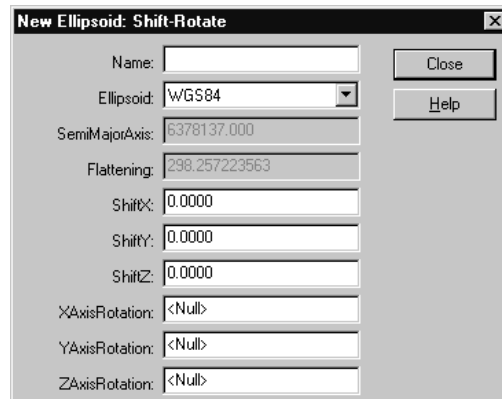 New Ellipsoid: Shift-Rotate
Name:
Close
Ellipsoid: WGS84
Help
SemiMajorAxis: 6378137.000
Flattening: 298.257223563
ShiftX: 0.0000
ShiftY: 0.0000
ShiftZ: 0.0000
XAxisRotation: <Null>
YAxisRotation: <Null>
ZAxisRotation: <Null>